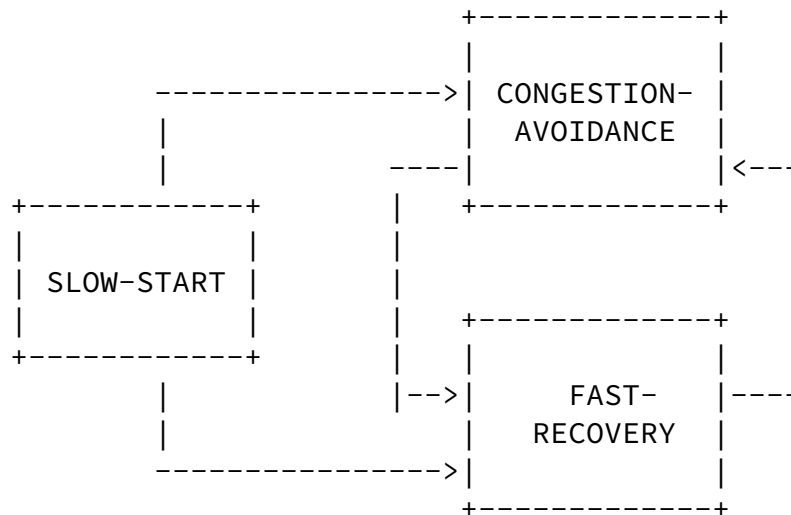 CONGESTION-
AVOIDANCE
SLOW-START
FAST-
RECOVERY